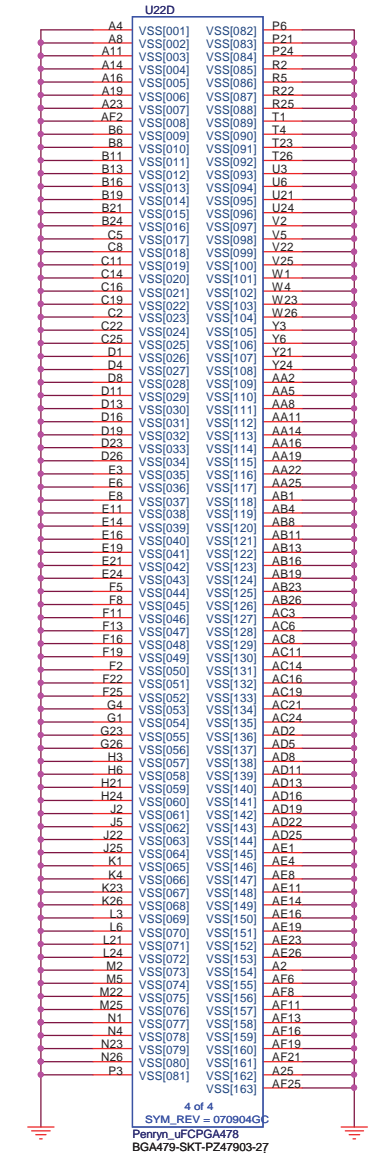 U22D
A4 VSS[001] VSS[082] P6
A8 VSS[002] VSS[083] P21
A11 VSS[003] VSS[084] P24
A14 VSS[004] VSS[085] R2
A16 VSS[005] VSS[086] R5
A19 VSS[006] VSS[087] R22
A23 VSS[007] VSS[088] R25
AF2 VSS[008] VSS[089] T1
B6 VSS[009] VSS[090] T4
B8 VSS[010] VSS[091] T23
B11 VSS[011] VSS[092] T26
B13 VSS[012] VSS[093] U3
B16 VSS[013] VSS[094] U6
B19 VSS[014] VSS[095] U21
B21 VSS[015] VSS[096] U24
B24 VSS[016] VSS[097] V2
C5 VSS[017] VSS[098] V5
C8 VSS[018] VSS[099] V22
C11 VSS[019] VSS[100] V25
C14 VSS[020] VSS[101] W1
C16 VSS[021] VSS[102] W4
C19 VSS[022] VSS[103] W23
C2 VSS[023] VSS[104] W26
C22 VSS[024] VSS[105] Y3
C25 VSS[025] VSS[106] Y6
D1 VSS[026] VSS[107] Y21
D4 VSS[027] VSS[108] Y24
D8 VSS[028] VSS[109] AA2
D11 VSS[029] VSS[110] AA5
D13 VSS[030] VSS[111] AA8
D16 VSS[031] VSS[112] AA11
D19 VSS[032] VSS[113] AA14
D23 VSS[033] VSS[114] AA16
D26 VSS[034] VSS[115] AA19
E3 VSS[035] VSS[116] AA22
E6 VSS[036] VSS[117] AA25
E8 VSS[037] VSS[118] AB1
E11 VSS[038] VSS[119] AB4
E14 VSS[039] VSS[120] AB8
E16 VSS[040] VSS[121] AB11
E19 VSS[041] VSS[122] AB13
E21 VSS[042] VSS[123] AB16
E24 VSS[043] VSS[124] AB19
F5 VSS[044] VSS[125] AB23
F8 VSS[045] VSS[126] AB26
F11 VSS[046] VSS[127] AC3
F13 VSS[047] VSS[128] AC6
F16 VSS[048] VSS[129] AC8
F19 VSS[049] VSS[130] AC11
F2 VSS[050] VSS[131] AC14
F22 VSS[051] VSS[132] AC16
F25 VSS[052] VSS[133] AC19
G4 VSS[053] VSS[134] AC21
G1 VSS[054] VSS[135] AC24
G23 VSS[055] VSS[136] AD2
G26 VSS[056] VSS[137] AD5
H3 VSS[057] VSS[138] AD8
H6 VSS[058] VSS[139] AD11
H21 VSS[059] VSS[140] AD13
H24 VSS[060] VSS[141] AD16
J2 VSS[061] VSS[142] AD19
J5 VSS[062] VSS[143] AD22
J22 VSS[063] VSS[144] AD25
J25 VSS[064] VSS[145] AE1
K1 VSS[065] VSS[146] AE4
K4 VSS[066] VSS[147] AE8
K23 VSS[067] VSS[148] AE11
K26 VSS[068] VSS[149] AE14
L3 VSS[069] VSS[150] AE16
L6 VSS[070] VSS[151] AE19
L21 VSS[071] VSS[152] AE23
L24 VSS[072] VSS[153] AE26
M2 VSS[073] VSS[154] A2
M5 VSS[074] VSS[155] AF6
M22 VSS[075] VSS[156] AF8
M25 VSS[076] VSS[157] AF11
N1 VSS[077] VSS[158] AF13
N4 VSS[078] VSS[159] AF16
N23 VSS[079] VSS[160] AF19
N26 VSS[080] VSS[161] AF21
P3 VSS[081] VSS[162] A25
VSS[163] AF25
4 of 4
SYM_REV = 070904GC
Penryn_uFCPGA478
BGA479-SKT-PZ47903-27